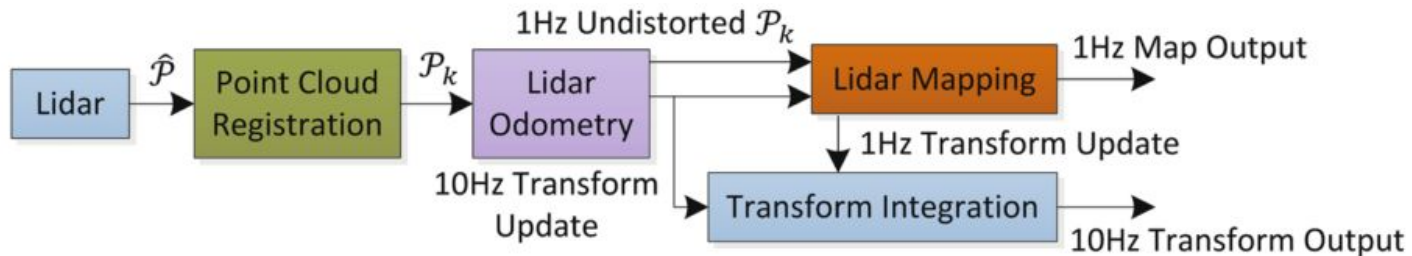 1Hz Undistorted 𝒫ₖ
Lidar
𝒫̂
Point Cloud
Registration
𝒫ₖ
Lidar
Odometry
Lidar Mapping
1Hz Map Output
10Hz Transform
Update
1Hz Transform Update
Transform Integration
10Hz Transform Output